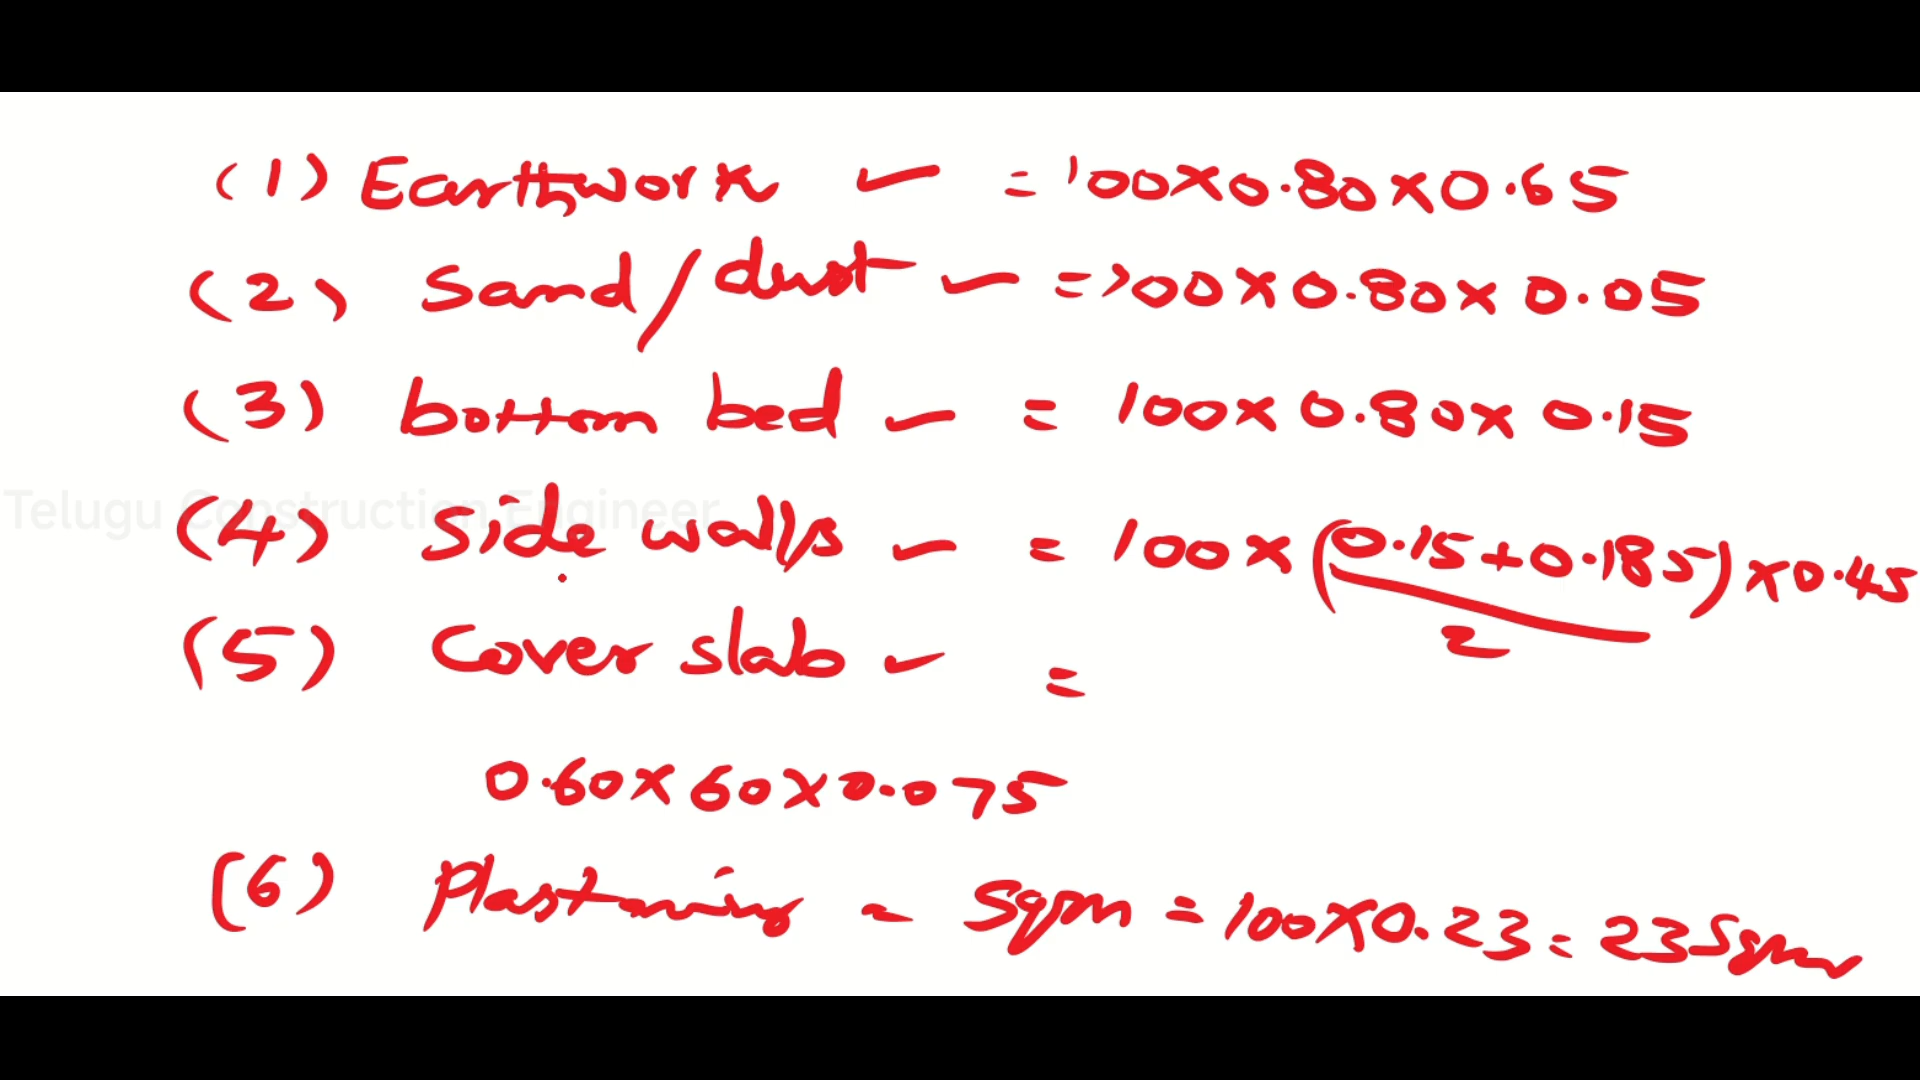 (1) Earthwork - = 100x0.80x0.65
(2) Sand/dust - = 100x0.80x0.05
(3) bottom bed - = 100x0.80x0.15
Telugu Construction Engineer
(4) Side walls - = 100x(0.15+0.185)x0.45
2
(5) Cover slab - =
0.60x60x0.075
(6) Plastering - Sqm = 100x0.23 = 23 Sqm